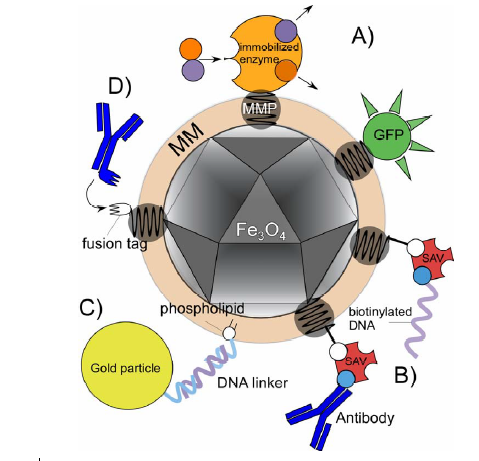 A)
immobilized
enzyme
D)
MMP
MM
GFP
Fe3O4
SAV
fusion tag
C)
phospholipid
biotinylated
DNA
Gold particle
DNA linker
SAV
B)
Antibody